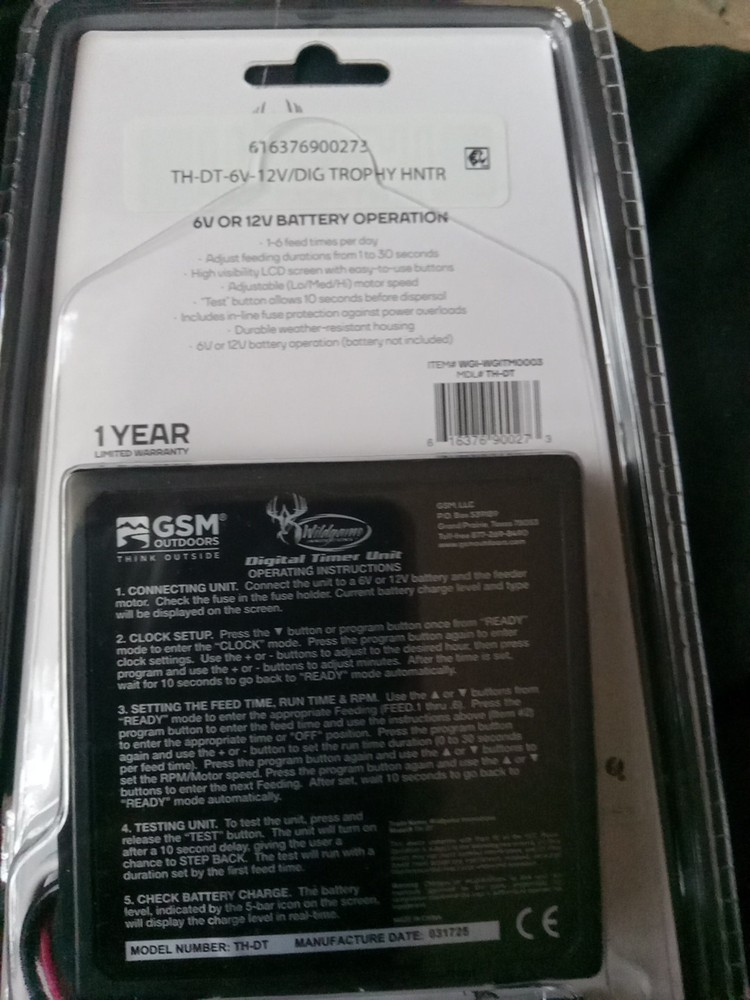 616376900273
TH-DT-6V-12V/DIG TROPHY HNTR
6V OR 12V BATTERY OPERATION
· 1-6 feed times per day
· Adjust feeding durations from 1 to 30 seconds
· High visibility LCD screen with easy-to-use buttons
· Adjustable (Lo/Med/Hi) motor speed
· "Test" button allows 10 seconds before dispersal
· Includes in-line fuse protection against power overloads
· Durable weather-resistant housing
· 6V or 12V battery operation (battery not included)
ITEM# WGI-WGITM0003
MDL# TH-DT
6 16376 90027 3
1 YEAR
LIMITED WARRANTY
GSM®
OUTDOORS
THINK OUTSIDE
Wildgame
INNOVATIONS
Digital Timer Unit
OPERATING INSTRUCTIONS
GSM, LLC
P.O. Box
Grand Prairie, Texas
Toll-free 877-269-8490
www.gsmoutdoors.com
1. CONNECTING UNIT. Connect the unit to a 6V or 12V battery and the feeder
motor. Check the fuse in the fuse holder. Current battery charge level and type
will be displayed on the screen.
2. CLOCK SETUP. Press the ▼ button or program button once from "READY"
mode to enter the "CLOCK" mode. Press the program button again to enter
clock settings. Use the + or - buttons to adjust to the desired hour, then press
program and use the + or - buttons to adjust minutes. After the time is set,
wait for 10 seconds to go back to "READY" mode automatically.
3. SETTING THE FEED TIME, RUN TIME & RPM. Use the ▲ or ▼ buttons from
"READY" mode to enter the appropriate Feeding (FEED.1 thru .6). Press the
program button to enter the feed time and use the instructions above (Item #2)
to enter the appropriate time or "OFF" position. Press the program button
again and use the + or - button to set the run time duration (0 to 30 seconds
per feed time). Press the program button again and use the ▲ or ▼ buttons to
set the RPM/Motor speed. Press the program button again and use the ▲ or ▼
buttons to enter the next Feeding. After set, wait 10 seconds to go back to
"READY" mode automatically.
4. TESTING UNIT. To test the unit, press and
release the "TEST" button. The unit will turn on
after a 10 second delay, giving the user a
chance to STEP BACK. The test will run with a
duration set by the first feed time.
5. CHECK BATTERY CHARGE. The battery
level, indicated by the 5-bar icon on the screen,
will display the charge level in real-time.
MADE IN CHINA
MODEL NUMBER: TH-DT MANUFACTURE DATE: 031725
CE